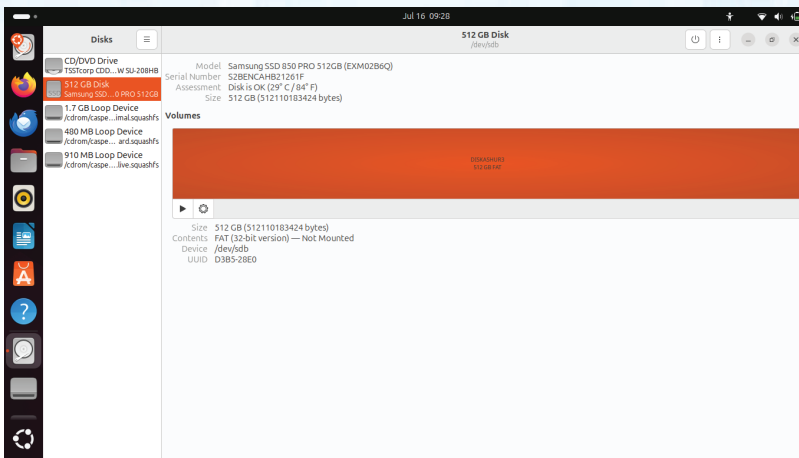 Jul 16 09:28
Disks
512 GB Disk
/dev/sdb
CD/DVD Drive
TSSTcorp CDD...W SU-208HB
512 GB Disk
Samsung SSD...0 PRO 512GB
1.7 GB Loop Device
/cdrom/caspe...imal.squashfs
480 MB Loop Device
/cdrom/caspe... ard.squashfs
910 MB Loop Device
/cdrom/caspe....live.squashfs
Model Samsung SSD 850 PRO 512GB (EXM02B6Q)
Serial Number S2BENCAHB21261F
Assessment Disk is OK (29° C / 84° F)
Size 512 GB (512110183424 bytes)
Volumes
DISKASHUR3
512 GB FAT
Size 512 GB (512110183424 bytes)
Contents FAT (32-bit version) — Not Mounted
Device /dev/sdb
UUID D3B5-28E0